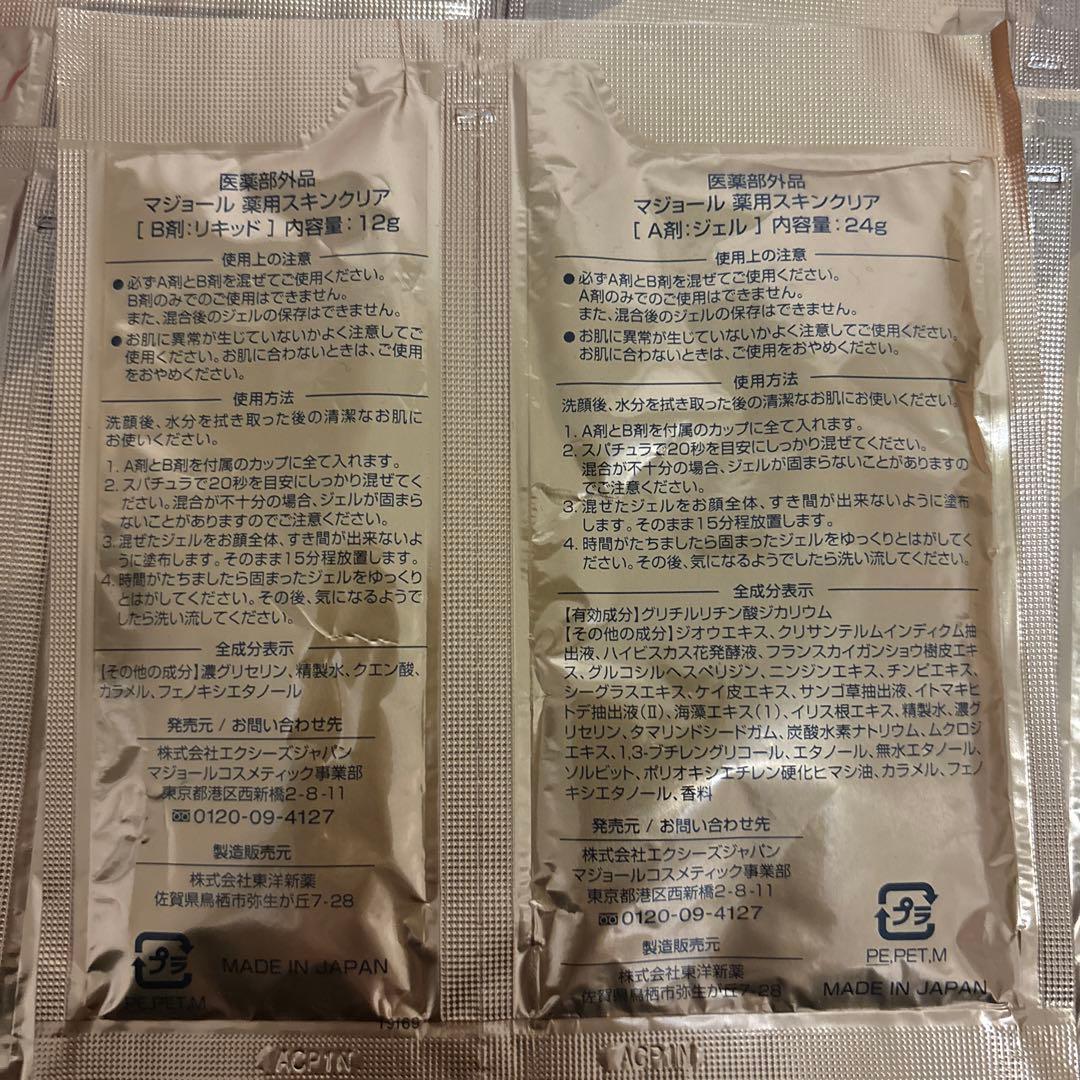 医薬部外品
マジョール 薬用スキンクリア
[ B剤:リキッド ] 内容量:12g
使用上の注意
● 必ずA剤とB剤を混ぜてご使用ください。
B剤のみでのご使用はできません。
また、混合後のジェルの保存はできません。
● お肌に異常が生じていないかよく注意してご
使用ください。お肌に合わないときは、ご使用
をおやめください。
使用方法
洗顔後、水分を拭き取った後の清潔なお肌に
お使いください。
1. A剤とB剤を付属のカップに全て入れます。
2. スパチュラで20秒を目安にしっかり混ぜてく
ださい。混合が不十分の場合、ジェルが固まら
ないことがありますのでご注意ください。
3. 混ぜたジェルをお顔全体、すき間が出来ないよ
うに塗布します。そのまま15分程放置します。
4. 時間がたちましたら固まったジェルをゆっくり
とはがしてください。その後、気になるようで
したら洗い流してください。
全成分表示
【その他の成分】濃グリセリン、精製水、クエン酸、
カラメル、フェノキシエタノール
発売元 / お問い合わせ先
株式会社エクシーズジャパン
マジョールコスメティック事業部
東京都港区西新橋2-8-11
0120-09-4127
製造販売元
株式会社東洋新薬
佐賀県鳥栖市弥生が丘7-28
プラ
PE,PET,M
MADE IN JAPAN
19169
ACP1N
医薬部外品
マジョール 薬用スキンクリア
[ A剤:ジェル ] 内容量:24g
使用上の注意
● 必ずA剤とB剤を混ぜてご使用ください。
A剤のみでのご使用はできません。
また、混合後のジェルの保存はできません。
● お肌に異常が生じていないかよく注意してご使用ください。
お肌に合わないときは、ご使用をおやめください。
使用方法
洗顔後、水分を拭き取った後の清潔なお肌にお使いください。
1. A剤とB剤を付属のカップに全て入れます。
2. スパチュラで20秒を目安にしっかり混ぜてください。
混合が不十分の場合、ジェルが固まらないことがありますの
でご注意ください。
3. 混ぜたジェルをお顔全体、すき間が出来ないように塗布
します。そのまま15分程放置します。
4. 時間がたちましたら固まったジェルをゆっくりとはがしてく
ださい。その後、気になるようでしたら洗い流してください。
全成分表示
【有効成分】グリチルリチン酸ジカリウム
【その他の成分】ジオウエキス、クリサンテルムインディクム抽
出液、ハイビスカス花発酵液、フランスカイガンショウ樹皮エキ
ス、グルコシルヘスペリジン、ニンジンエキス、チンピエキス、
シーグラスエキス、ケイ皮エキス、サンゴ草抽出液、イトマキヒ
トデ抽出液(Ⅱ)、海藻エキス(1)、イリス根エキス、精製水、濃グ
リセリン、タマリンドシードガム、炭酸水素ナトリウム、ムクロジ
エキス、1,3-ブチレングリコール、エタノール、無水エタノール、
ソルビット、ポリオキシエチレン硬化ヒマシ油、カラメル、フェノ
キシエタノール、香料
発売元 / お問い合わせ先
株式会社エクシーズジャパン
マジョールコスメティック事業部
東京都港区西新橋2-8-11
0120-09-4127
製造販売元
株式会社東洋新薬
佐賀県鳥栖市弥生が丘7-28
プラ
PE,PET,M
MADE IN JAPAN
ACP1N